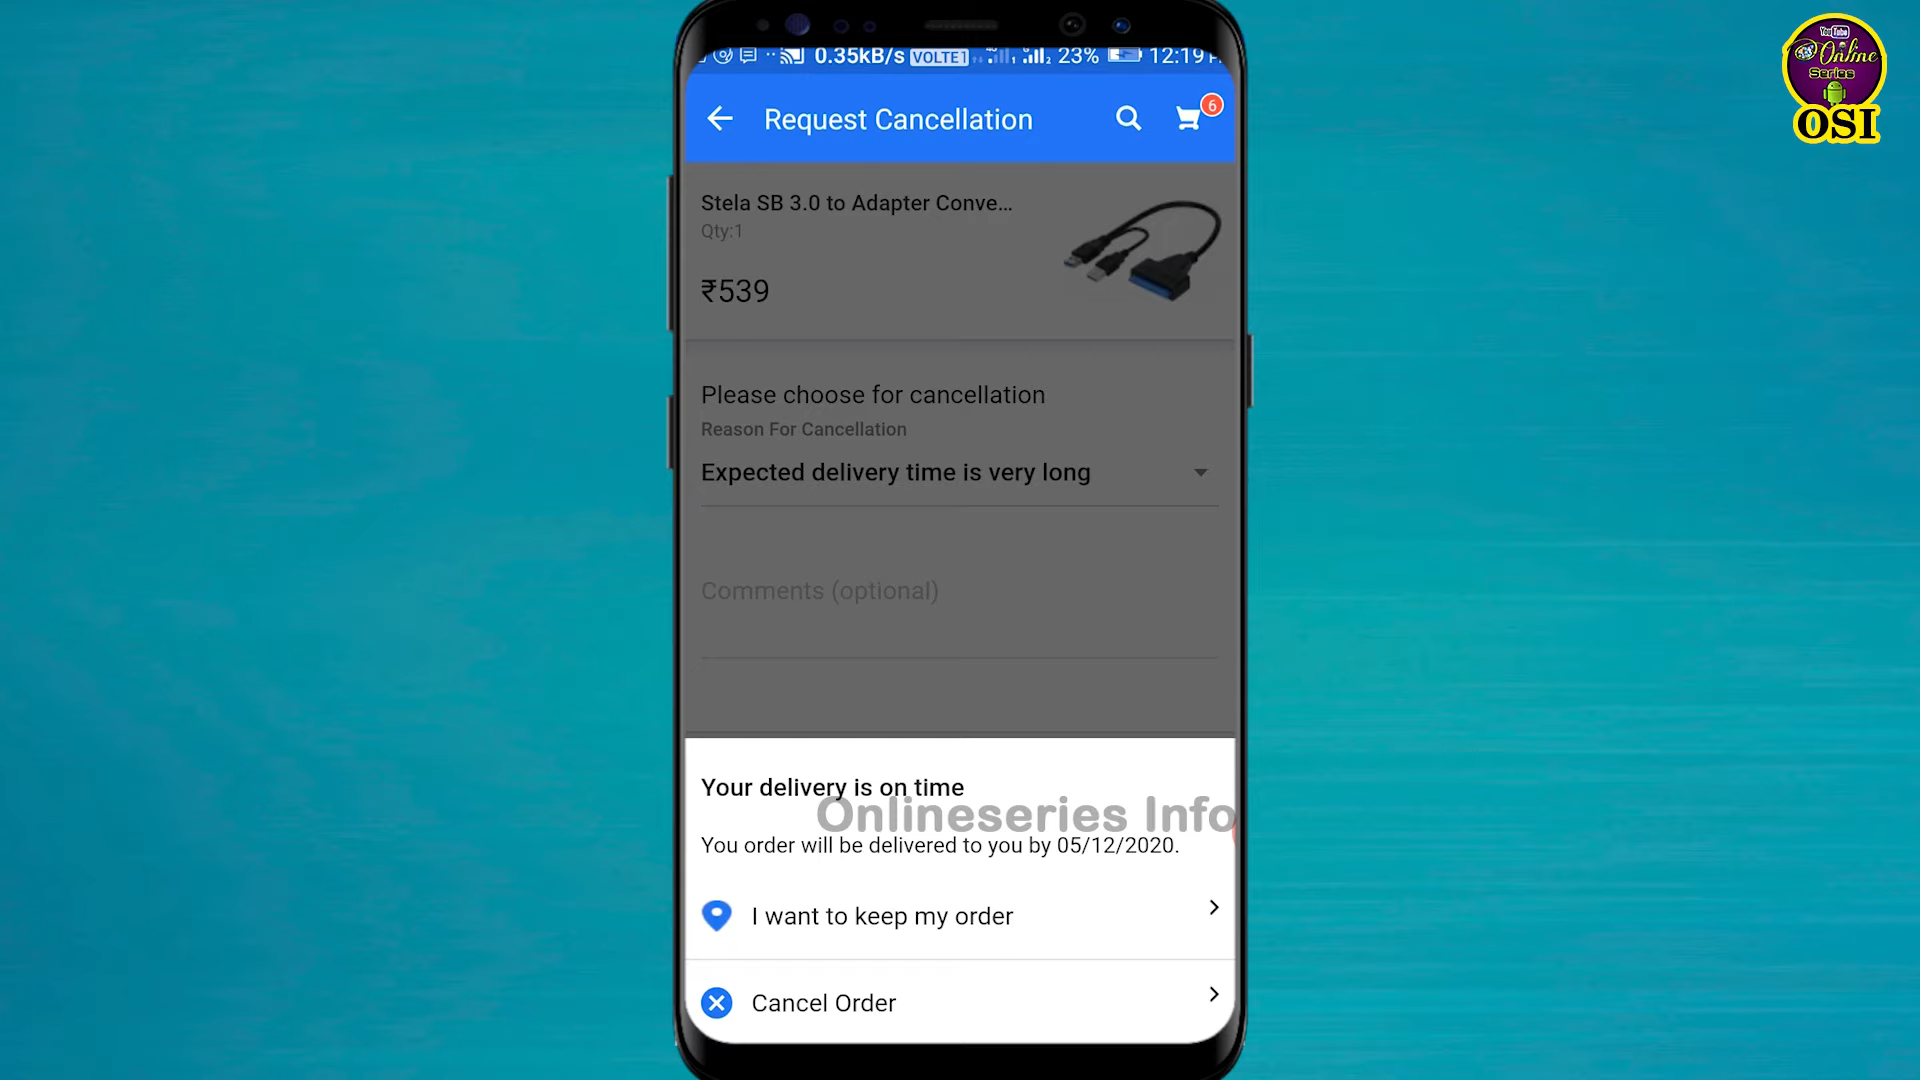 0.35kB/s VOLTE1 23% 12:19
Request Cancellation
6
Stela SB 3.0 to Adapter Conve...
Qty:1
₹539
Please choose for cancellation
Reason For Cancellation
Expected delivery time is very long
Comments (optional)
Your delivery is on time
Onlineseries Info
You order will be delivered to you by 05/12/2020.
I want to keep my order
Cancel Order
YouTube
Online
Series
OSI